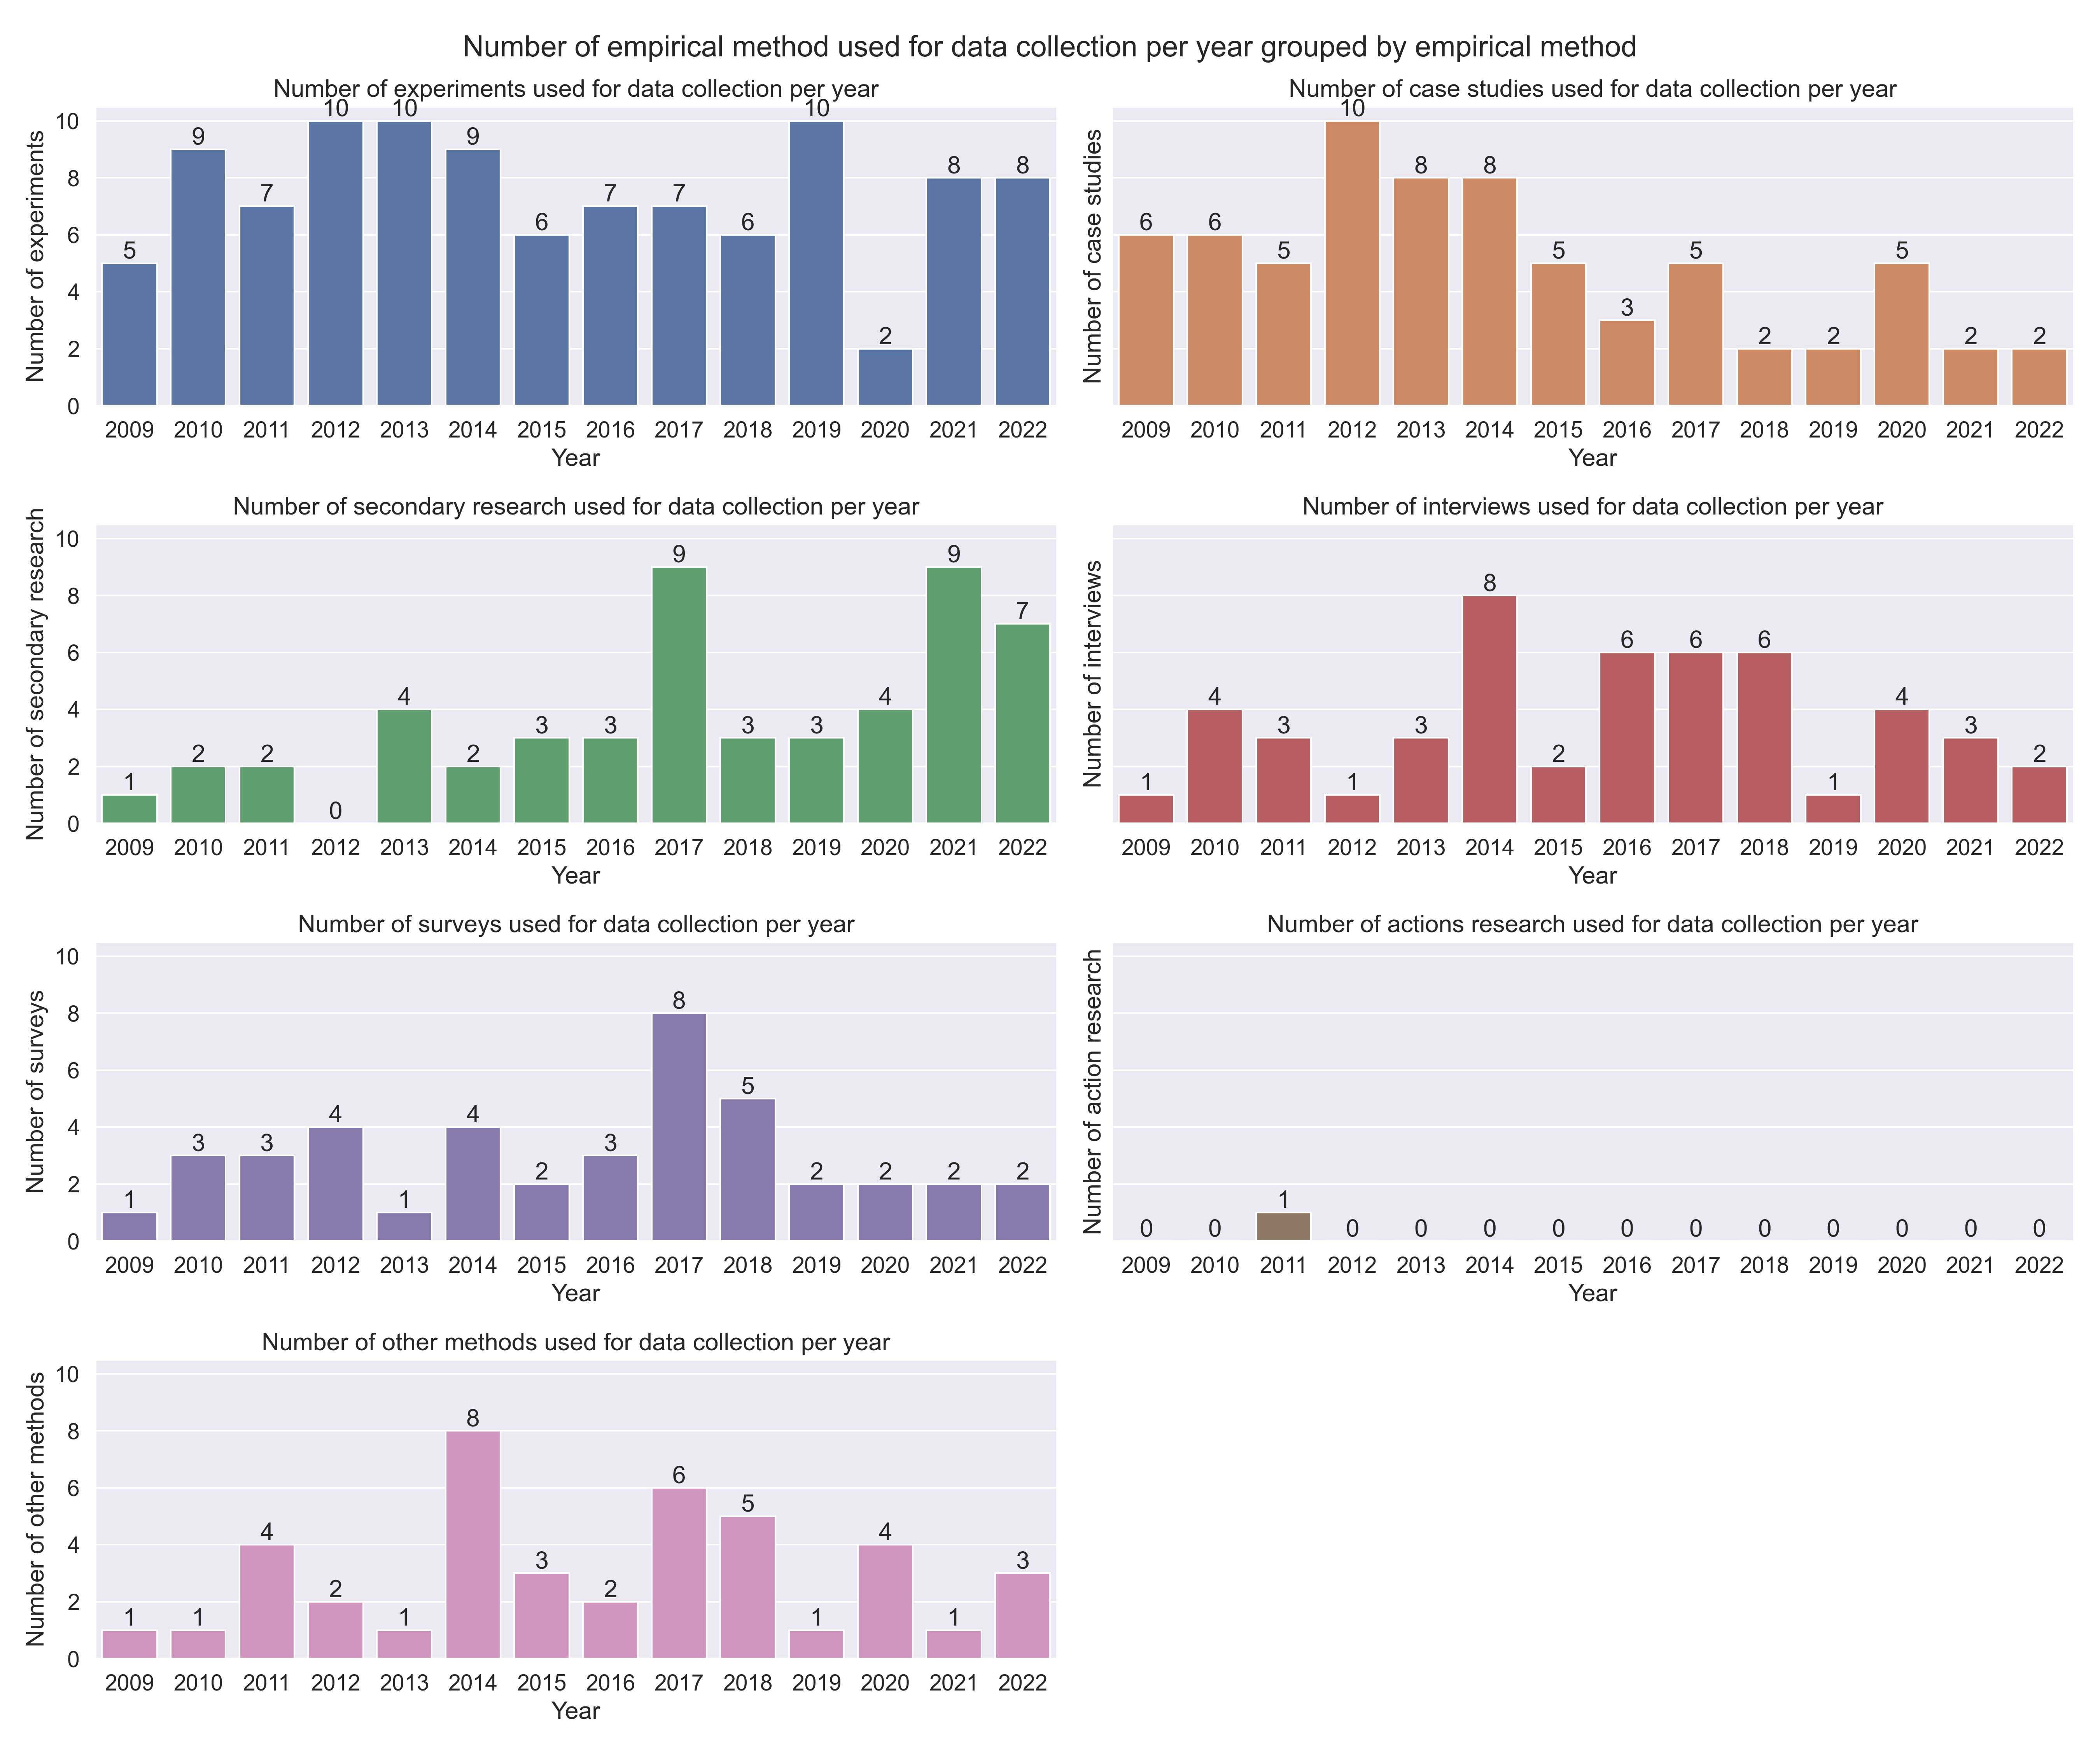 Number of empirical method used for data collection per year grouped by empirical method
Number of experiments used for data collection per year
Number of experiments
10
8
6
4
2
0
5 9 7 10 10 9 6 7 7 6 10 2 8 8
2009 2010 2011 2012 2013 2014 2015 2016 2017 2018 2019 2020 2021 2022
Year
Number of case studies used for data collection per year
Number of case studies
6 6 5 10 8 8 5 3 5 2 2 5 2 2
2009 2010 2011 2012 2013 2014 2015 2016 2017 2018 2019 2020 2021 2022
Year
Number of secondary research used for data collection per year
Number of secondary research
10
8
6
4
2
0
1 2 2 0 4 2 3 3 9 3 3 4 9 7
2009 2010 2011 2012 2013 2014 2015 2016 2017 2018 2019 2020 2021 2022
Year
Number of interviews used for data collection per year
Number of interviews
1 4 3 1 3 8 2 6 6 6 1 4 3 2
2009 2010 2011 2012 2013 2014 2015 2016 2017 2018 2019 2020 2021 2022
Year
Number of surveys used for data collection per year
Number of surveys
10
8
6
4
2
0
1 3 3 4 1 4 2 3 8 5 2 2 2 2
2009 2010 2011 2012 2013 2014 2015 2016 2017 2018 2019 2020 2021 2022
Year
Number of actions research used for data collection per year
Number of action research
0 0 1 0 0 0 0 0 0 0 0 0 0 0
2009 2010 2011 2012 2013 2014 2015 2016 2017 2018 2019 2020 2021 2022
Year
Number of other methods used for data collection per year
Number of other methods
10
8
6
4
2
0
1 1 4 2 1 8 3 2 6 5 1 4 1 3
2009 2010 2011 2012 2013 2014 2015 2016 2017 2018 2019 2020 2021 2022
Year